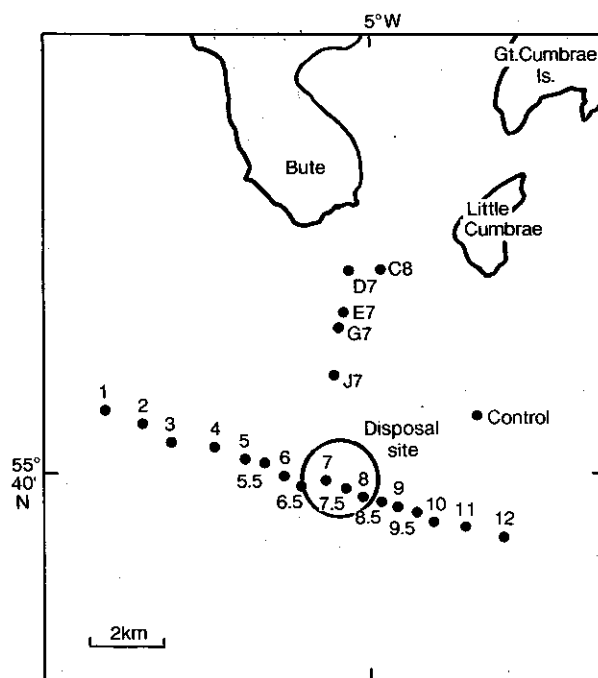 5°W
Gt.Cumbrae
Is.
Bute
Little
Cumbrae
C8
D7
E7
G7
J7
Control
1
2
3
4
5
5.5
6
6.5
Disposal
site
7
7.5
8
8.5
9
9.5
10
11
12
55°
40'
N
2km